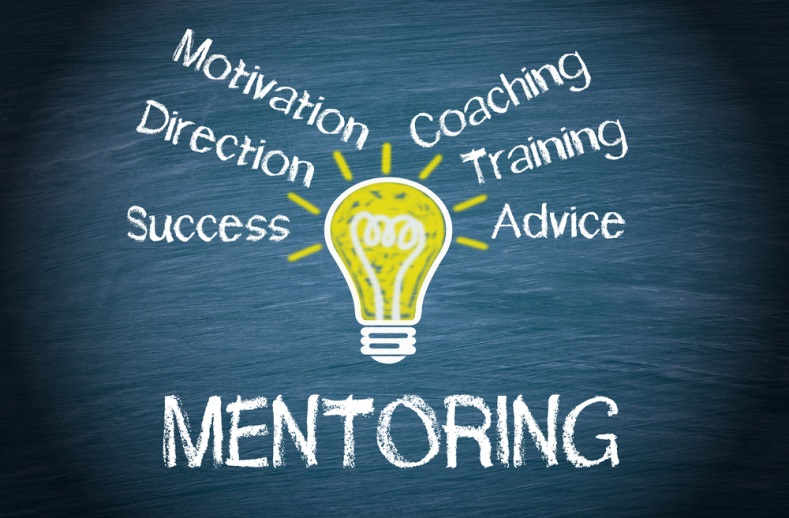 Motivation
Direction
Success
Coaching
Training
Advice
MENTORING